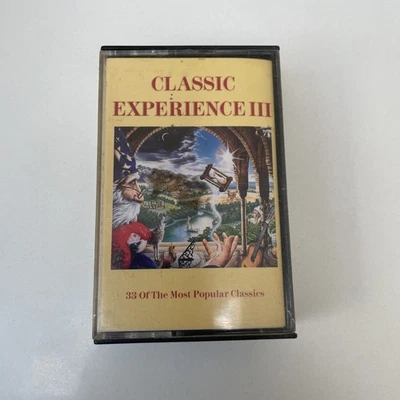 CLASSIC
EXPERIENCE III
33 Of The Most Popular Classics